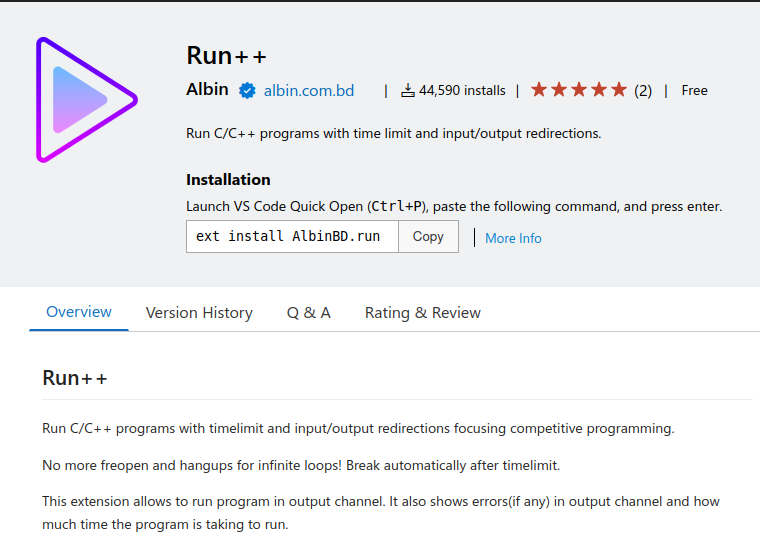 Run++
Albin albin.com.bd | 44,590 installs | (2) | Free
Run C/C++ programs with time limit and input/output redirections.
Installation
Launch VS Code Quick Open (Ctrl+P), paste the following command, and press enter.
ext install AlbinBD.run Copy | More Info
Overview Version History Q & A Rating & Review
Run++
Run C/C++ programs with timelimit and input/output redirections focusing competitive programming.
No more freopen and hangups for infinite loops! Break automatically after timelimit.
This extension allows to run program in output channel. It also shows errors(if any) in output channel and how
much time the program is taking to run.